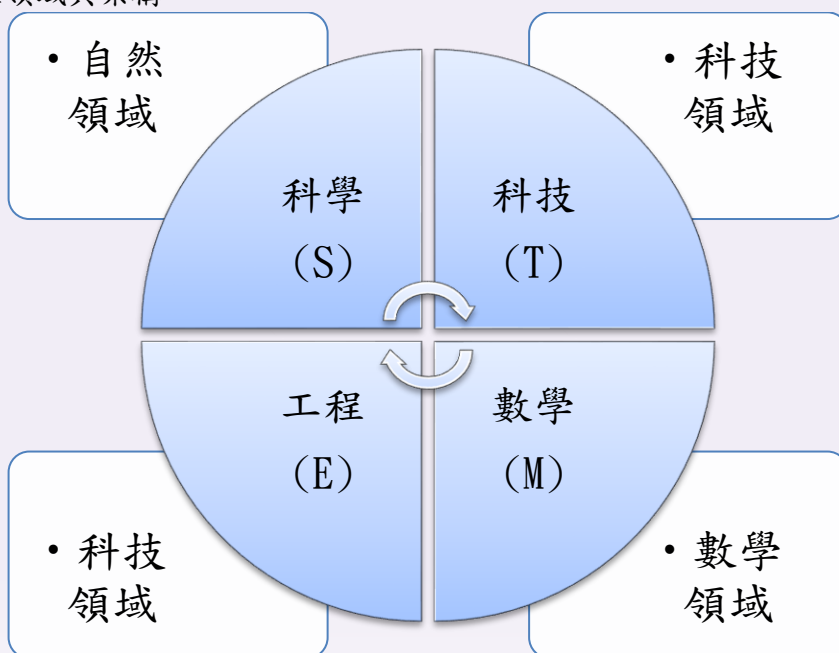 • 自然
領域
• 科技
領域
科學
(S)
科技
(T)
工程
(E)
數學
(M)
• 科技
領域
• 數學
領域